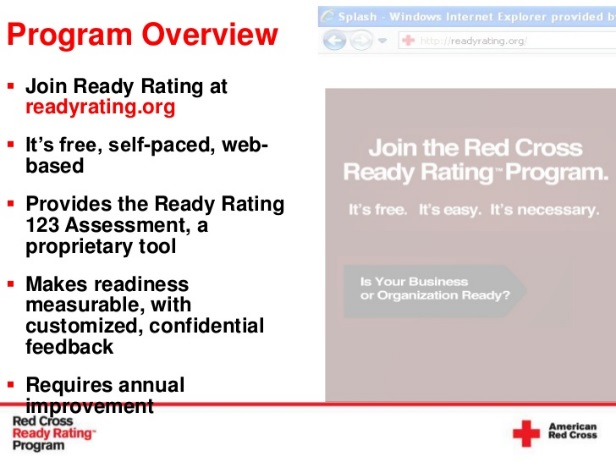 Program Overview
Join Ready Rating at
readyrating.org
It's free, self-paced, web-
based
Provides the Ready Rating
123 Assessment, a
proprietary tool
Makes readiness
measurable, with
customized, confidential
feedback
Requires annual
improvement
Splash - Windows Internet Explorer provided b
http://readyrating.org/
Join the Red Cross
Ready Rating™ Program.
It's free. It's easy. It's necessary.
Is Your Business
or Organization Ready?
Red Cross
Ready Rating™
Program
American
Red Cross